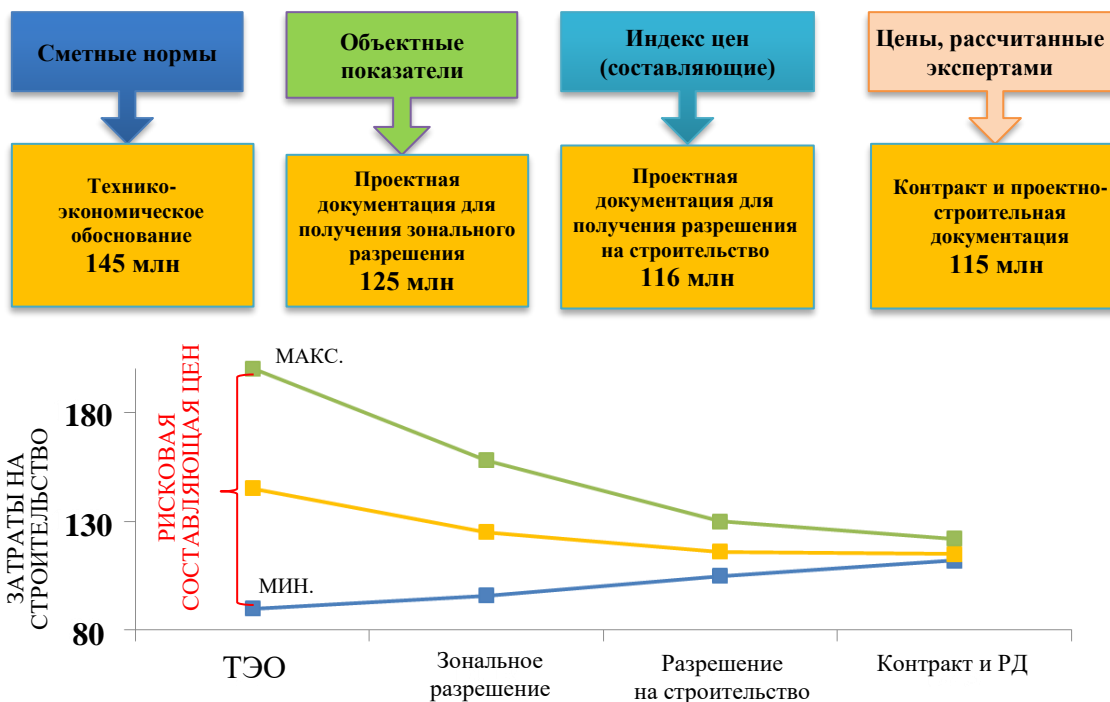 Сметные нормы
Объектные
показатели
Индекс цен
(составляющие)
Цены, рассчитанные
экспертами
Технико-
экономическое
обоснование
145 млн
Проектная
документация для
получения зонального
разрешения
125 млн
Проектная
документация для
получения разрешения
на строительство
116 млн
Контракт и проектно-
строительная
документация
115 млн
ЗАТРАТЫ НА
СТРОИТЕЛЬСТВО
180
130
80
РИСКОВАЯ
СОСТАВЛЯЮЩАЯ ЦЕН
МАКС.
МИН.
ТЭО
Зональное
разрешение
Разрешение
на строительство
Контракт и РД